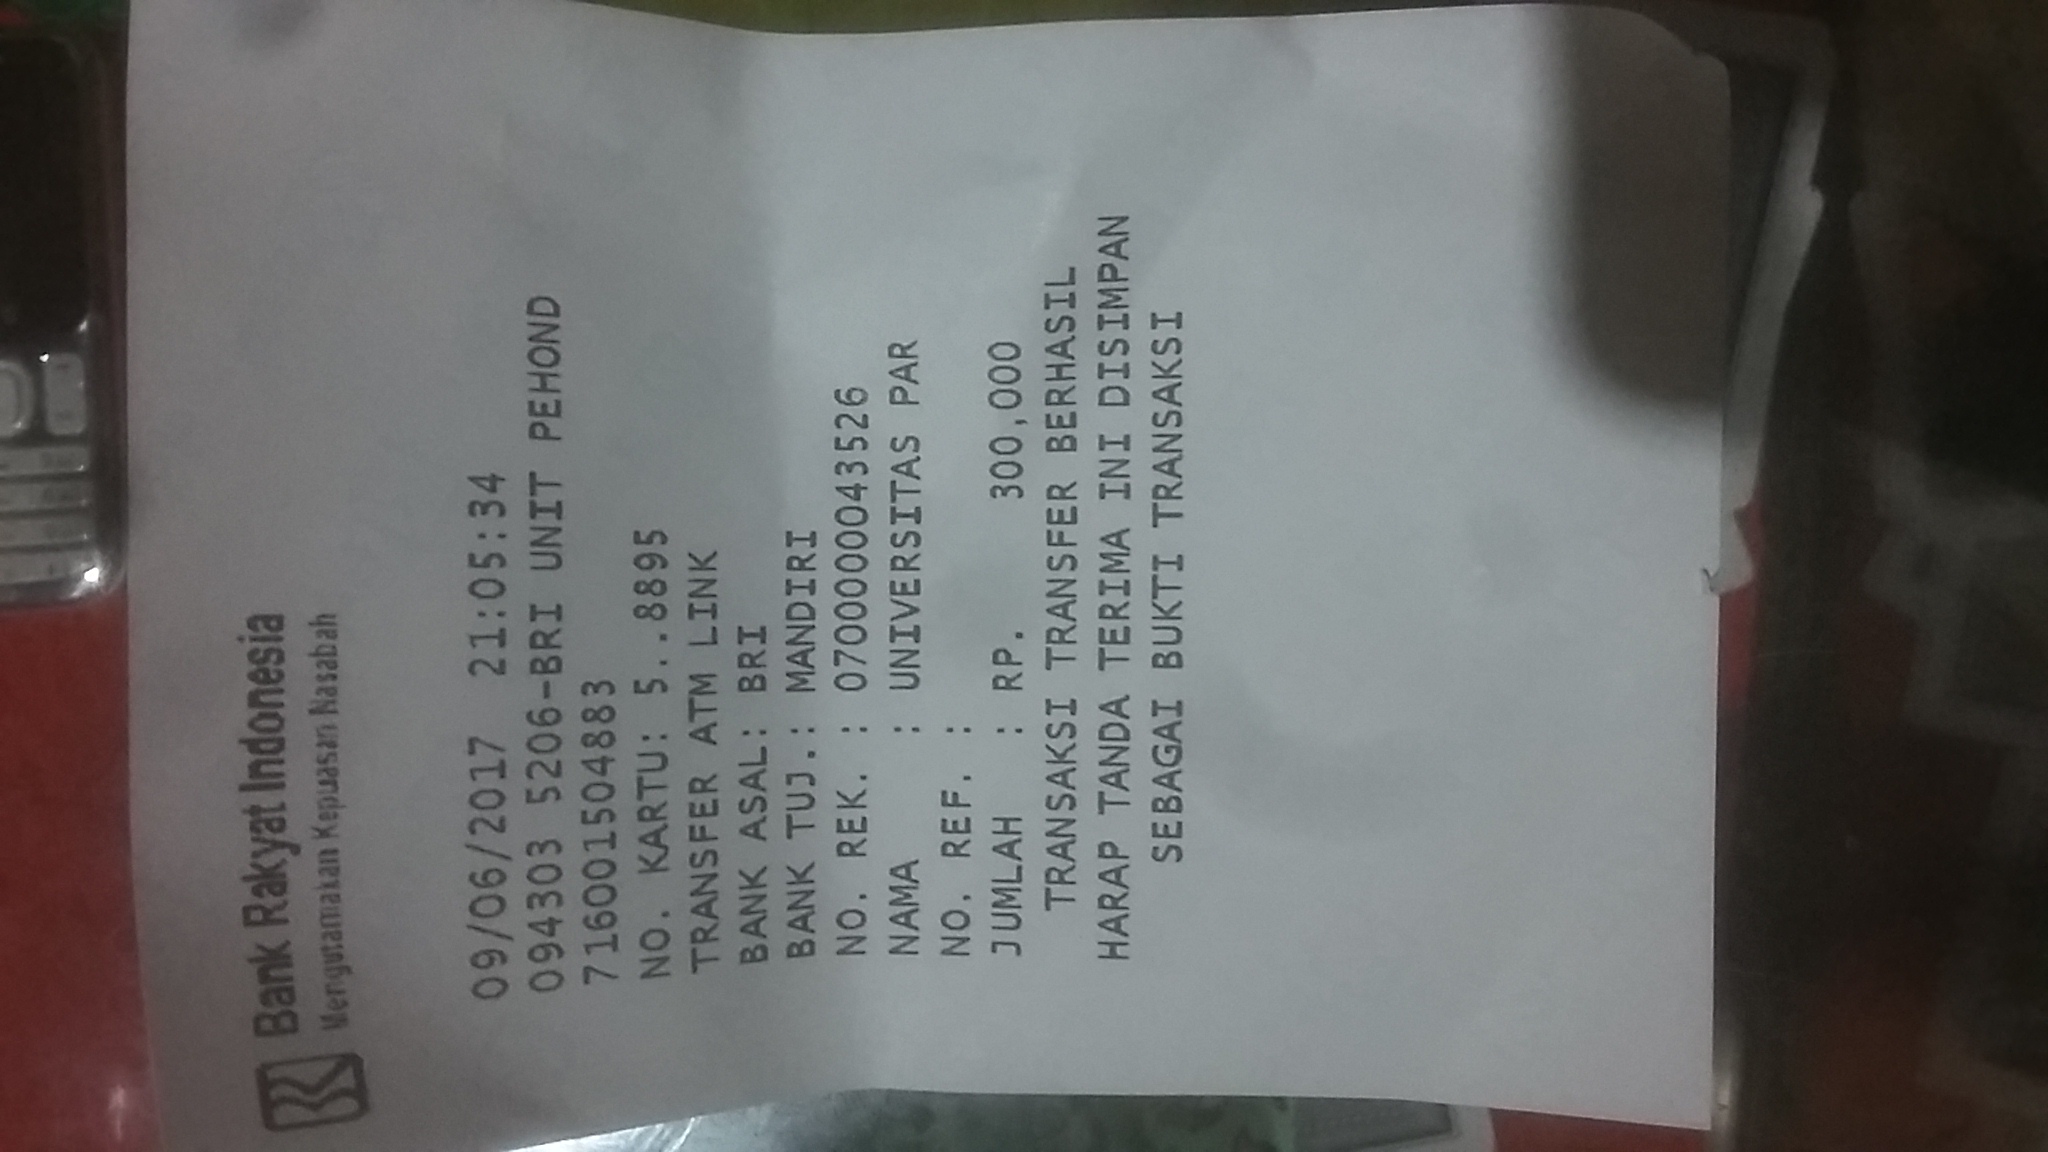 Bank Rakyat Indonesia
Mengutamakan Kepuasan Nasabah
09/06/2017 21:05:34
094303 5206-BRI UNIT PEHOND
716001504883
NO. KARTU: 5..8895
TRANSFER ATM LINK
BANK ASAL: BRI
BANK TUJ.: MANDIRI
NO. REK. : 0700000043526
NAMA : UNIVERSITAS PAR
NO. REF. :
JUMLAH : RP. 300,000
TRANSAKSI TRANSFER BERHASIL
HARAP TANDA TERIMA INI DISIMPAN
SEBAGAI BUKTI TRANSAKSI